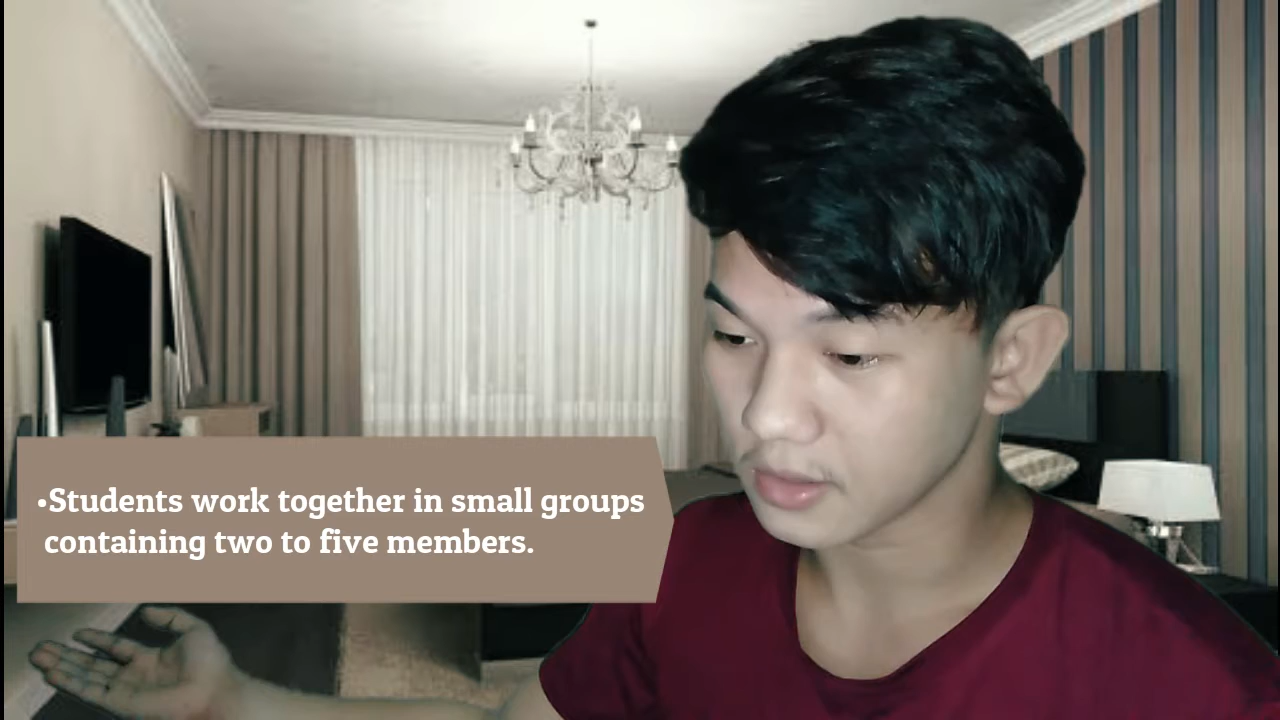 •Students work together in small groups
containing two to five members.